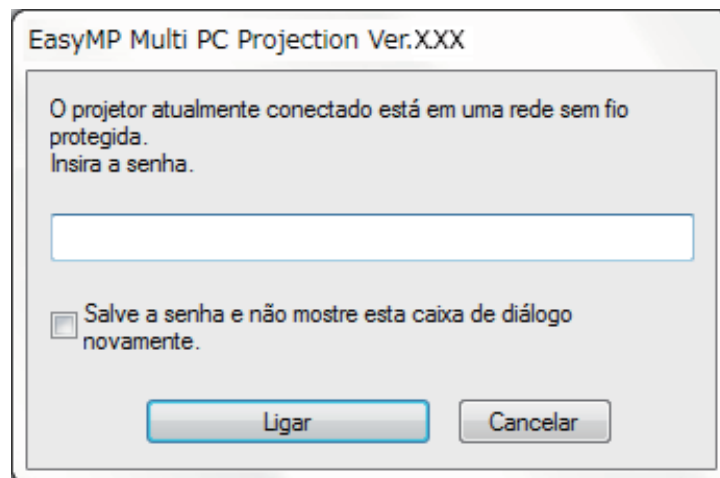 EasyMP Multi PC Projection Ver.XXX
O projetor atualmente conectado está em uma rede sem fio
protegida.
Insira a senha.
Salve a senha e não mostre esta caixa de diálogo
novamente.
Ligar
Cancelar